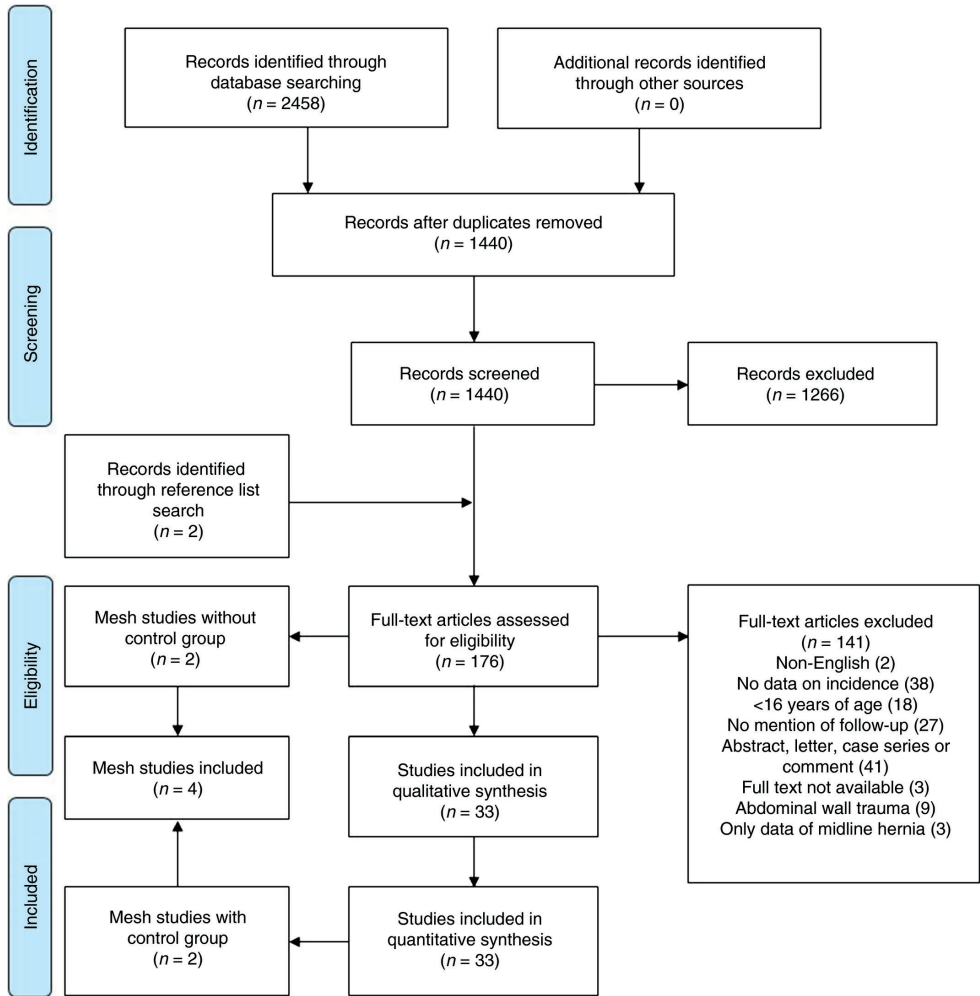 Identification
Records identified through
database searching
(n = 2458)
Additional records identified
through other sources
(n = 0)
Records after duplicates removed
(n = 1440)
Screening
Records screened
(n = 1440)
Records excluded
(n = 1266)
Records identified
through reference list
search
(n = 2)
Eligibility
Mesh studies without
control group
(n = 2)
Full-text articles assessed
for eligibility
(n = 176)
Full-text articles excluded
(n = 141)
Non-English (2)
No data on incidence (38)
<16 years of age (18)
No mention of follow-up (27)
Abstract, letter, case series or
comment (41)
Full text not available (3)
Abdominal wall trauma (9)
Only data of midline hernia (3)
Mesh studies included
(n = 4)
Studies included in
qualitative synthesis
(n = 33)
Included
Mesh studies with
control group
(n = 2)
Studies included in
quantitative synthesis
(n = 33)